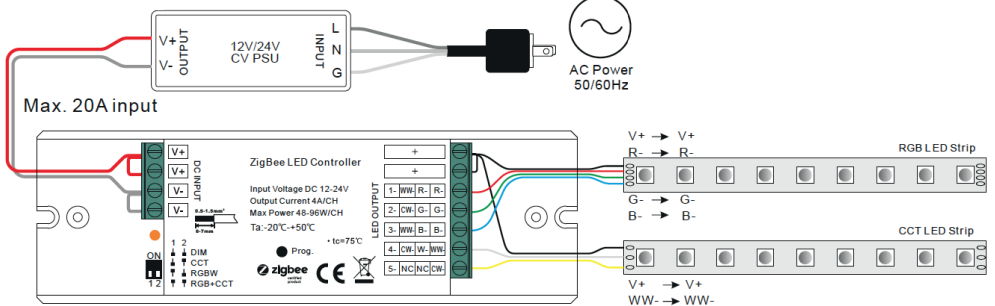 V+
V-
OUTPUT
12V/24V
CV PSU
INPUT
L
N
G
AC Power
50/60Hz
Max. 20A input
V+
V+
V-
V-
DC INPUT
0.5-1.5mm²
6-7mm
ON
1 2
1 2
DIM
CCT
RGBW
RGB+CCT
ZigBee LED Controller
Input Voltage DC 12-24V
Output Current 4A/CH
Max Power 48-96W/CH
Ta:-20℃-+50℃
• tc=75℃
Prog.
zigbee
certified
product
CE
LED OUTPUT
+
+
1- WW- R- R-
2- CW- G- G-
3- WW- B- B-
4- CW- W- WW-
5- NC NC CW-
V+ → V+
R- → R-
RGB LED Strip
G- → G-
B- → B-
CCT LED Strip
V+ → V+
WW- → WW-